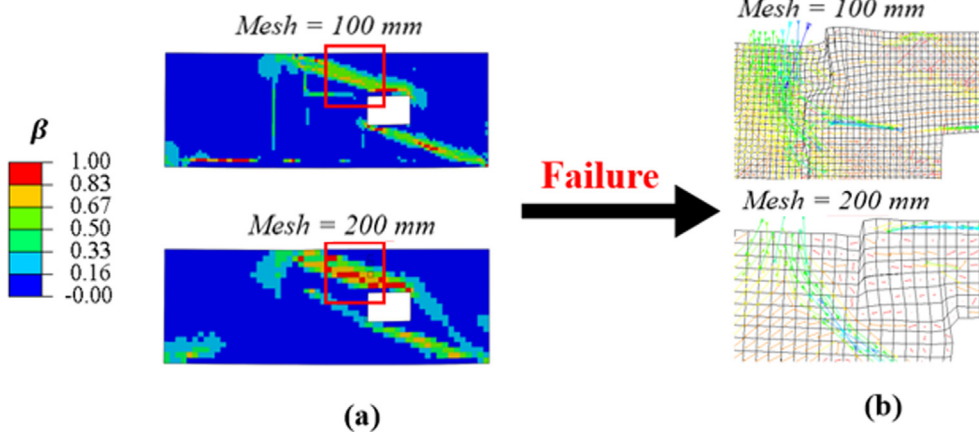 Mesh = 100 mm
β
1.00
0.83
0.67
0.50
0.33
0.16
-0.00
Mesh = 200 mm
(a)
Failure
Mesh = 100 mm
Mesh = 200 mm
(b)